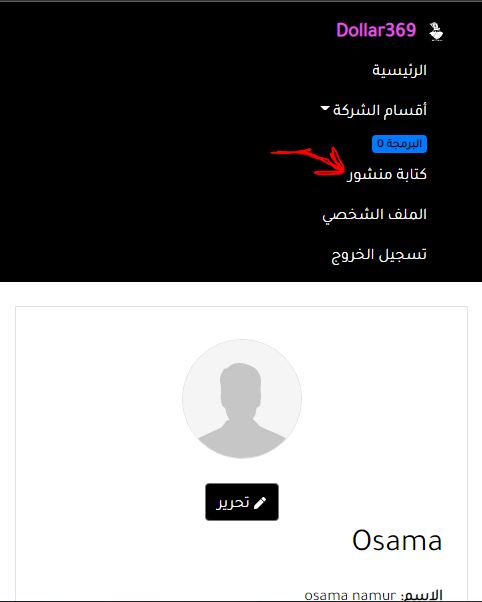 Dollar369
الرئيسية
أقسام الشركة
البرمجة 0
كتابة منشور
الملف الشخصي
تسجيل الخروج
تحرير
Osama
الاسم: osama namur